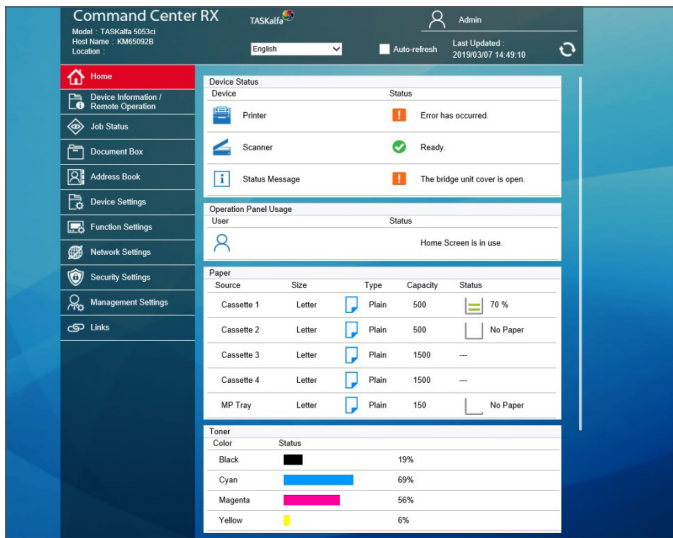 Command Center RX
TASKalfa
Admin
Model : TASKalfa 5053ci
Host Name : KM65092B
Location :
English
Auto-refresh
Last Updated :
2019/03/07 14:49:10
Home
Device Information /
Remote Operation
Job Status
Document Box
Address Book
Device Settings
Function Settings
Network Settings
Security Settings
Management Settings
Links
Device Status
Device Status
Printer Error has occurred.
Scanner Ready.
Status Message The bridge unit cover is open.
Operation Panel Usage
User Status
Home Screen is in use.
Paper
Source Size Type Capacity Status
Cassette 1 Letter Plain 500 70 %
Cassette 2 Letter Plain 500 No Paper
Cassette 3 Letter Plain 1500 ---
Cassette 4 Letter Plain 1500 ---
MP Tray Letter Plain 150 No Paper
Toner
Color Status
Black 19%
Cyan 69%
Magenta 56%
Yellow 6%